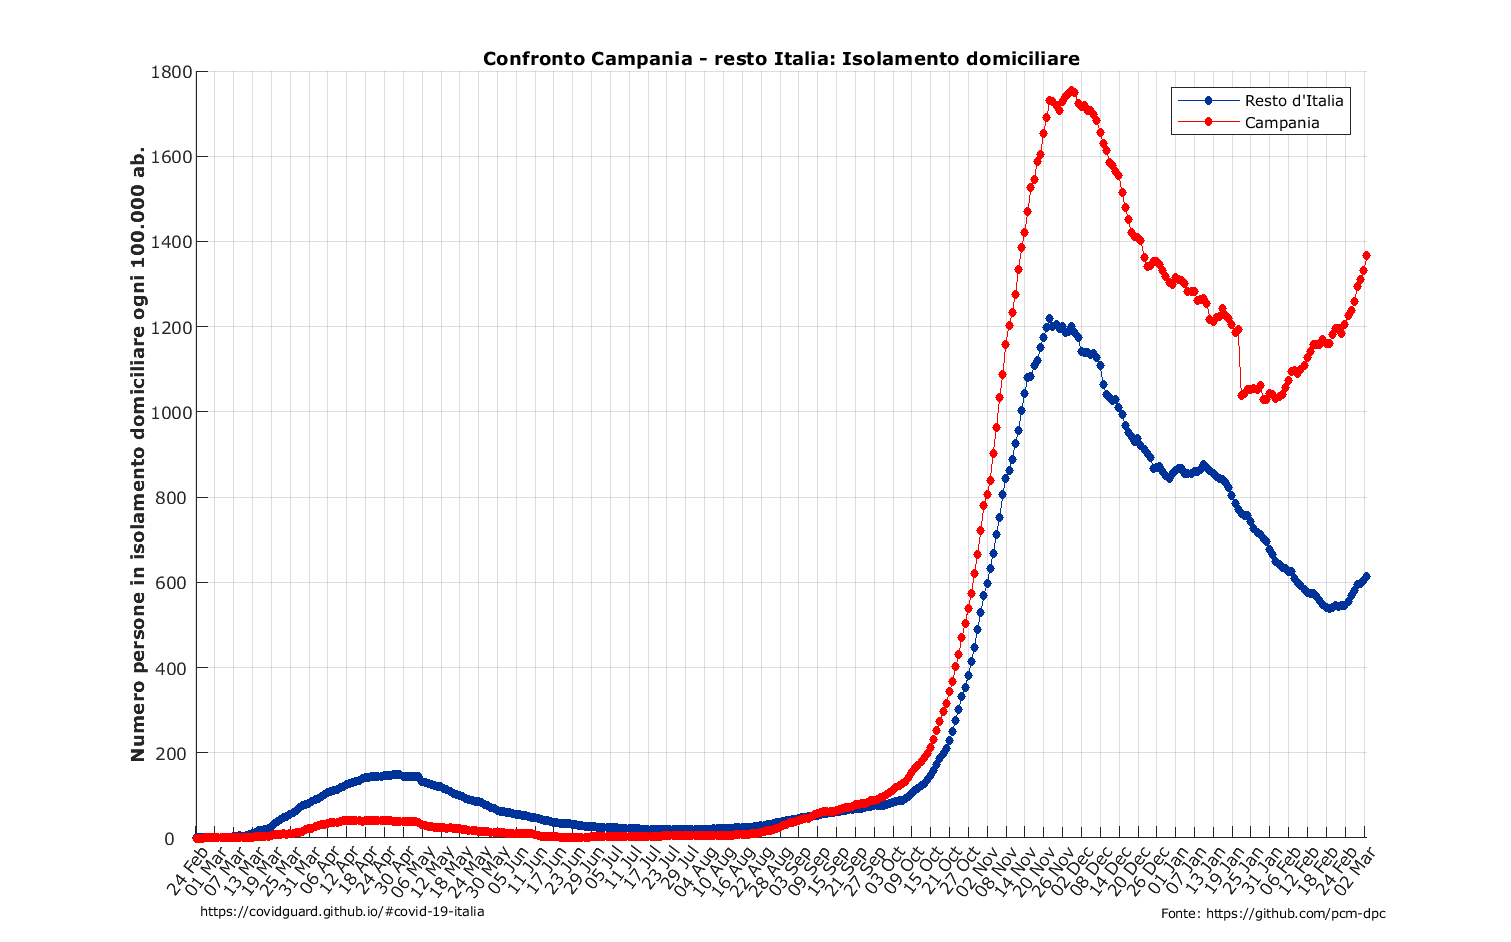 Confronto Campania - resto Italia: Isolamento domiciliare
Numero persone in isolamento domiciliare ogni 100.000 ab.
1800
1600
1400
1200
1000
800
600
400
200
0
Resto d'Italia
Campania
24 Feb
01 Mar
07 Mar
13 Mar
19 Mar
25 Mar
31 Mar
06 Apr
12 Apr
18 Apr
24 Apr
30 Apr
06 May
12 May
18 May
24 May
30 May
05 Jun
11 Jun
17 Jun
23 Jun
29 Jun
05 Jul
11 Jul
17 Jul
23 Jul
29 Jul
04 Aug
10 Aug
16 Aug
22 Aug
28 Aug
03 Sep
09 Sep
15 Sep
21 Sep
27 Sep
03 Oct
09 Oct
15 Oct
21 Oct
27 Oct
02 Nov
08 Nov
14 Nov
20 Nov
26 Nov
02 Dec
08 Dec
14 Dec
20 Dec
26 Dec
01 Jan
07 Jan
13 Jan
19 Jan
25 Jan
31 Jan
06 Feb
12 Feb
18 Feb
24 Feb
02 Mar
https://covidguard.github.io/#covid-19-italia
Fonte: https://github.com/pcm-dpc